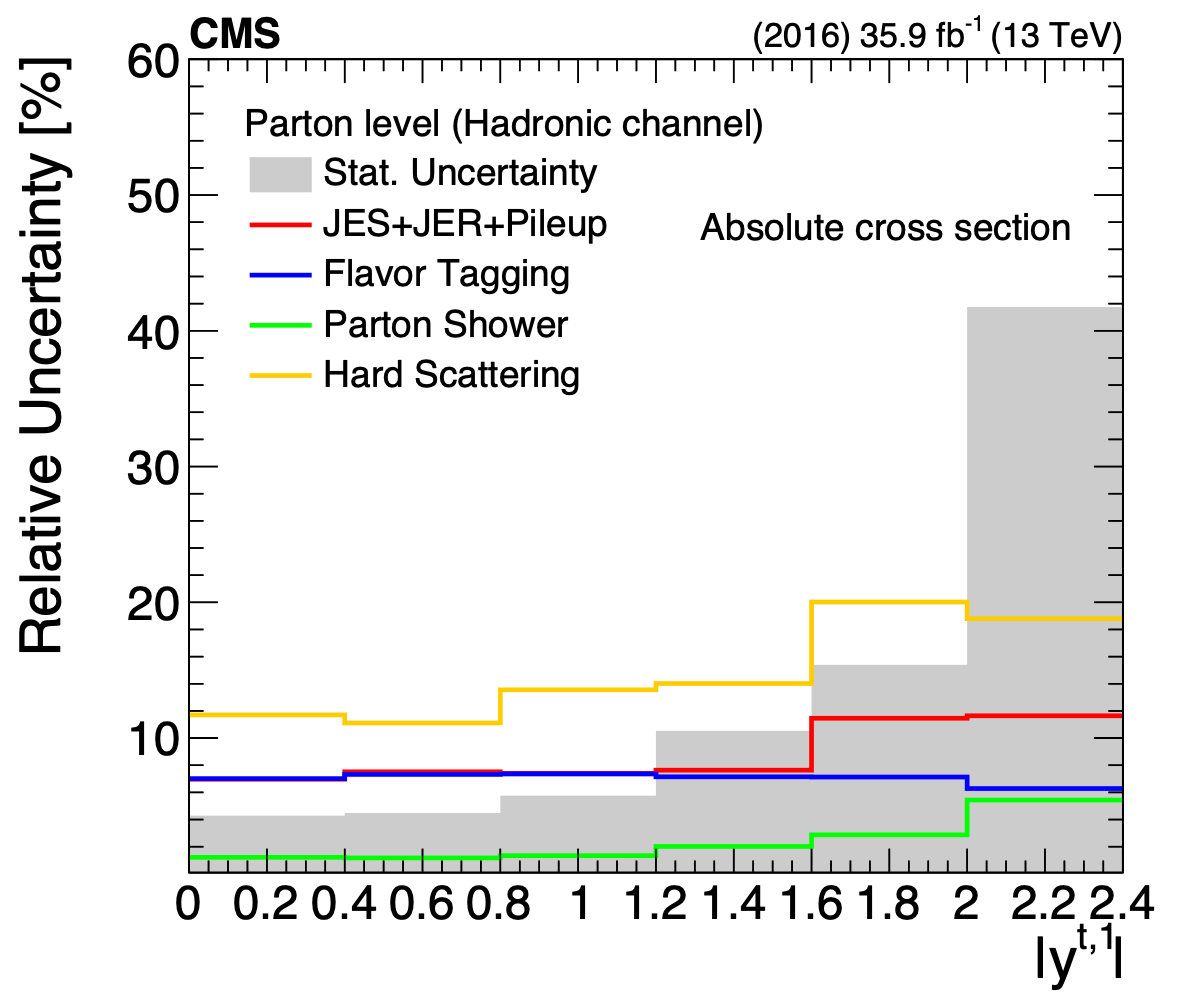 CMS (2016) 35.9 fb⁻¹ (13 TeV)
Relative Uncertainty [%]
60
50
40
30
20
10
Parton level (Hadronic channel)
Stat. Uncertainty
JES+JER+Pileup
Flavor Tagging
Parton Shower
Hard Scattering
Absolute cross section
0 0.2 0.4 0.6 0.8 1 1.2 1.4 1.6 1.8 2 2.2 2.4
|y^{t,1}|